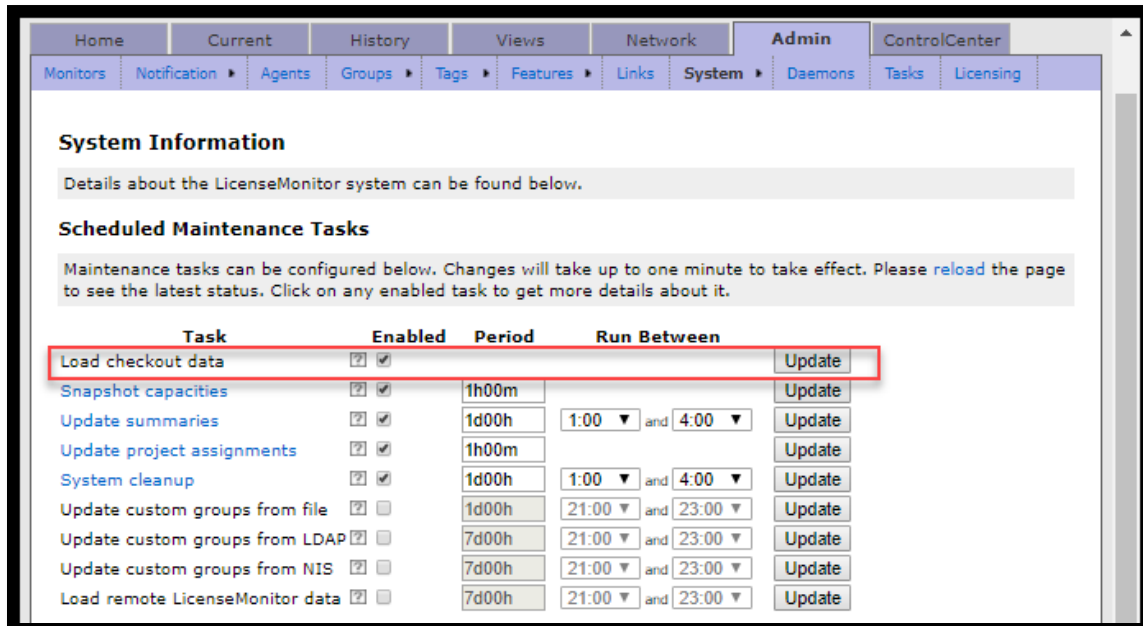 Home Current History Views Network Admin ControlCenter
Monitors Notification ▸ Agents Groups ▸ Tags ▸ Features ▸ Links System ▸ Daemons Tasks Licensing
System Information
Details about the LicenseMonitor system can be found below.
Scheduled Maintenance Tasks
Maintenance tasks can be configured below. Changes will take up to one minute to take effect. Please reload the page
to see the latest status. Click on any enabled task to get more details about it.
Task Enabled Period Run Between
Load checkout data ? Update
Snapshot capacities ? 1h00m Update
Update summaries ? 1d00h 1:00 ▼ and 4:00 ▼ Update
Update project assignments ? 1h00m Update
System cleanup ? 1d00h 1:00 ▼ and 4:00 ▼ Update
Update custom groups from file ? 1d00h 21:00 ▼ and 23:00 ▼ Update
Update custom groups from LDAP ? 7d00h 21:00 ▼ and 23:00 ▼ Update
Update custom groups from NIS ? 7d00h 21:00 ▼ and 23:00 ▼ Update
Load remote LicenseMonitor data ? 7d00h 21:00 ▼ and 23:00 ▼ Update